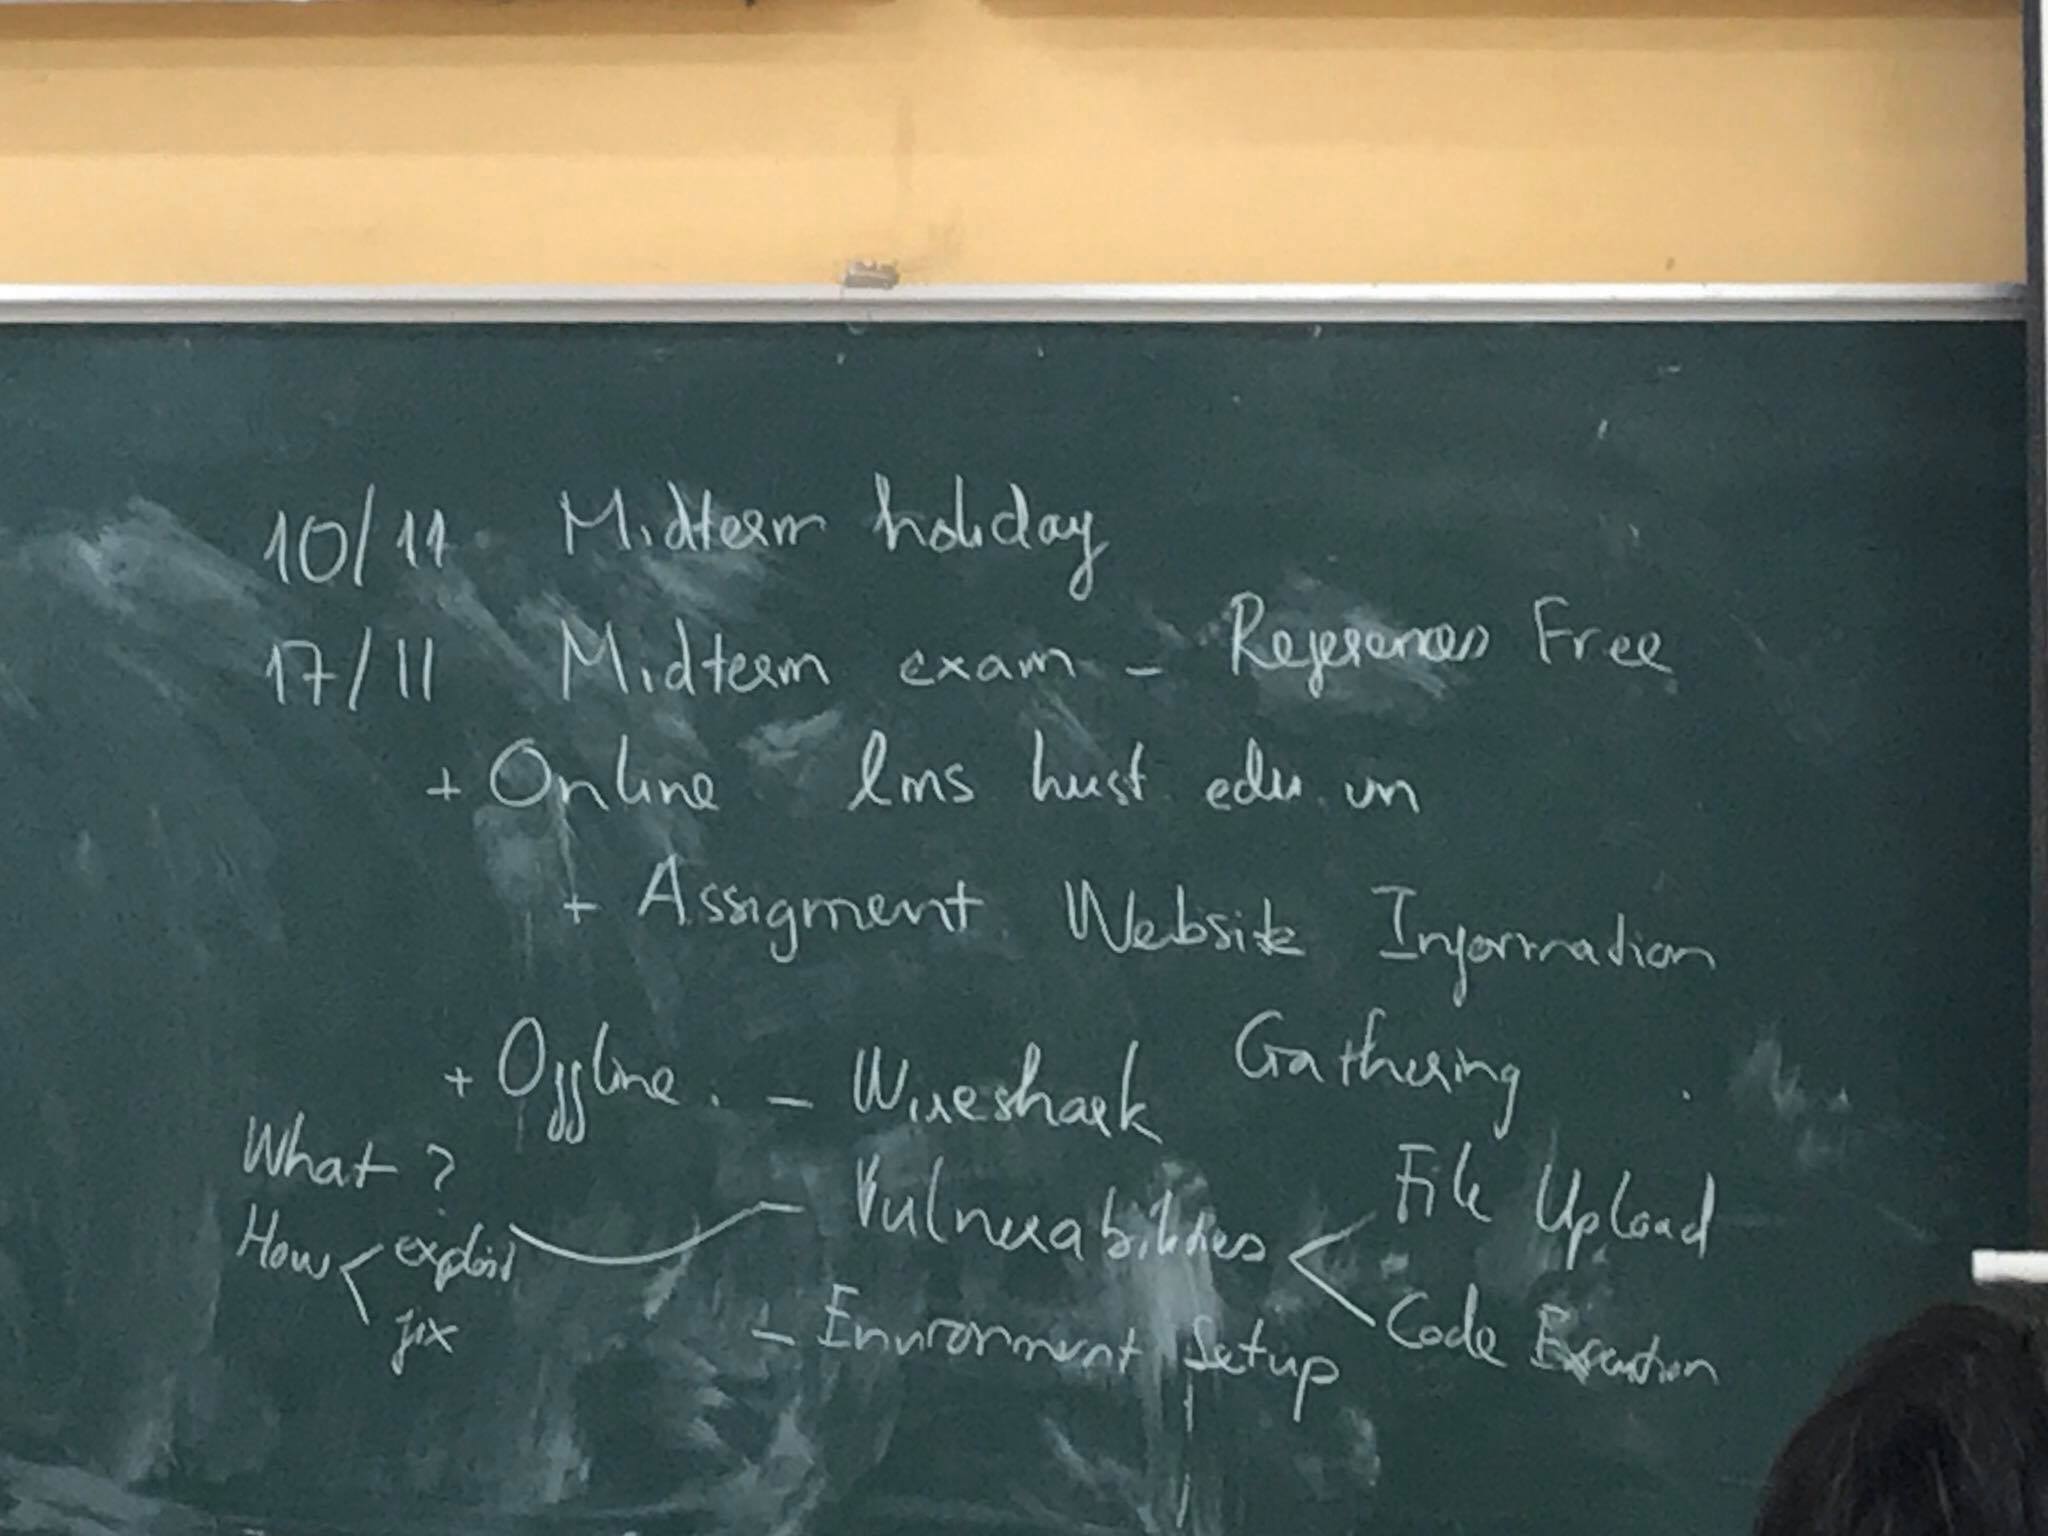 10/11 Midterm holiday
17/11 Midterm exam - References Free
+ Online lms.hust.edu.vn
+ Assigment Website Information
Gathering
+ Offline. - Wireshark
What ?
How < exploit - Vulnerabilities < File Upload
fix Code Execution
- Environment Setup